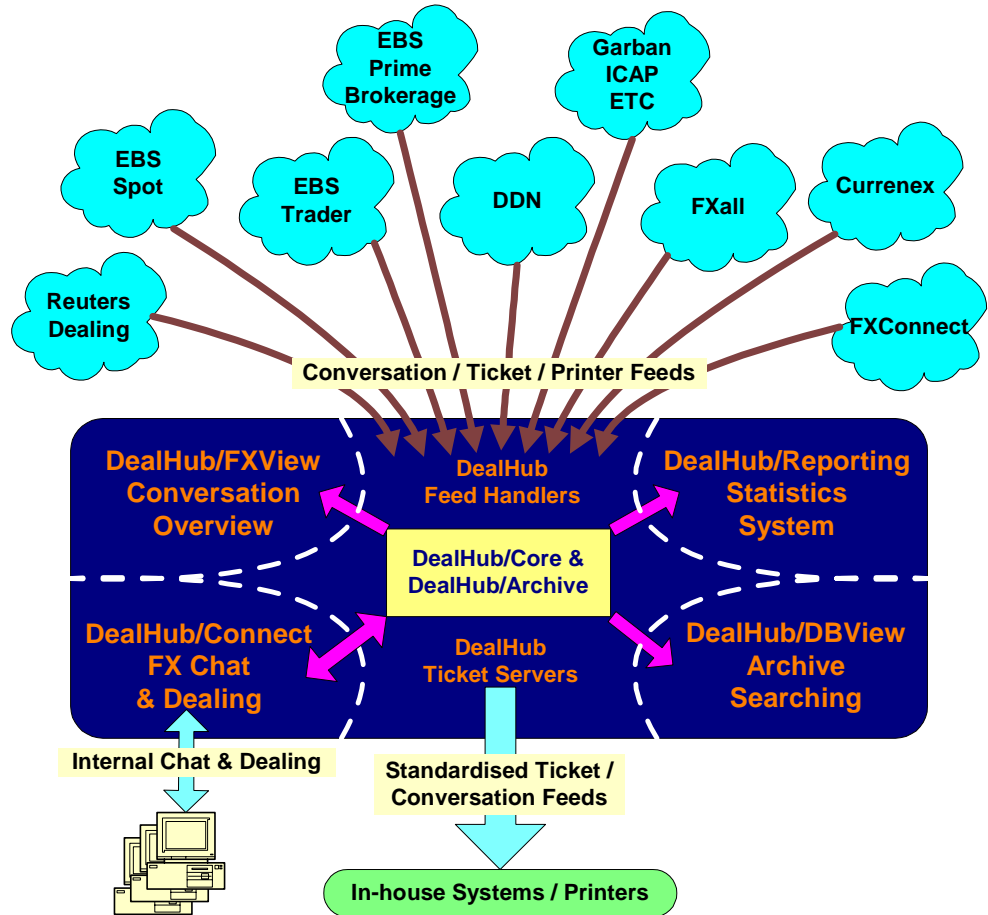 EBS
Prime
Brokerage
Garban
ICAP
ETC
EBS
Spot
EBS
Trader
DDN
FXall
Currenex
Reuters
Dealing
FXConnect
Conversation / Ticket / Printer Feeds
DealHub/FXView
Conversation
Overview
DealHub
Feed Handlers
DealHub/Reporting
Statistics
System
DealHub/Core &
DealHub/Archive
DealHub/Connect
FX Chat
& Dealing
DealHub
Ticket Servers
DealHub/DBView
Archive
Searching
Internal Chat & Dealing
Standardised Ticket /
Conversation Feeds
In-house Systems / Printers